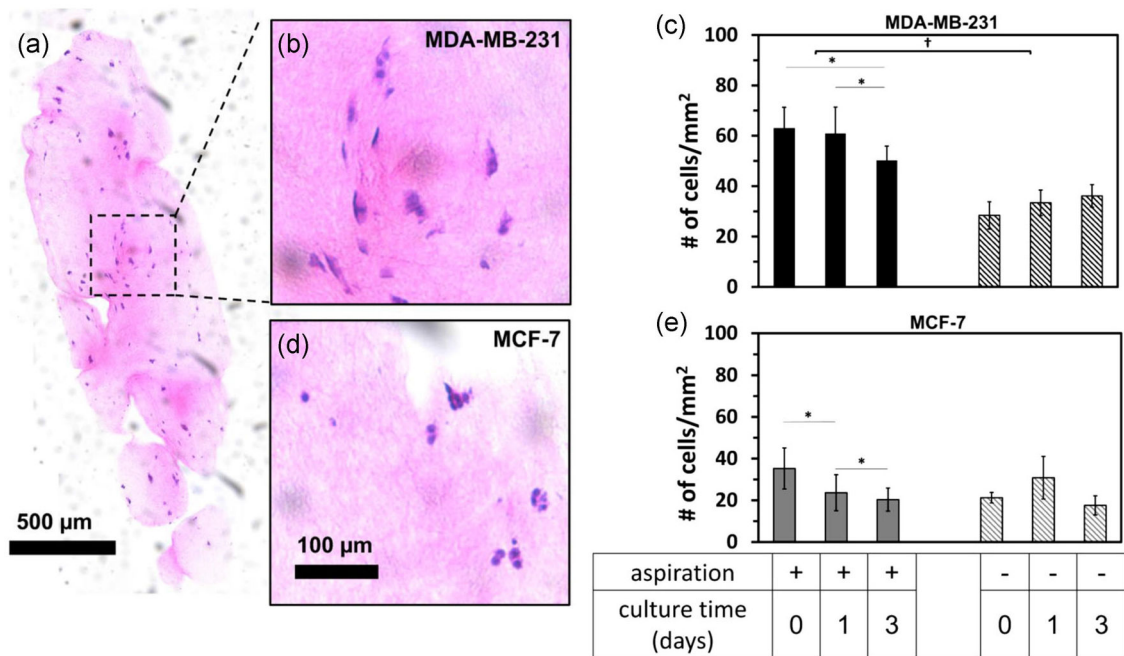 (a)
500 µm
(b)
MDA-MB-231
(d)
MCF-7
100 µm
(c)
MDA-MB-231
# of cells/mm²
100
80
60
40
20
0
†
*
*
(e)
MCF-7
# of cells/mm²
100
80
60
40
20
0
*
*
aspiration + + + - - -
culture time (days) 0 1 3 0 1 3